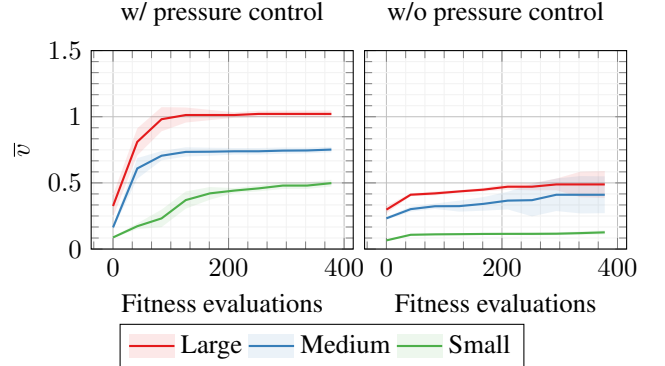 w/ pressure control
w/o pressure control
1.5
1
0.5
0
v̅
0 200 400
0 200 400
Fitness evaluations
Fitness evaluations
Large Medium Small